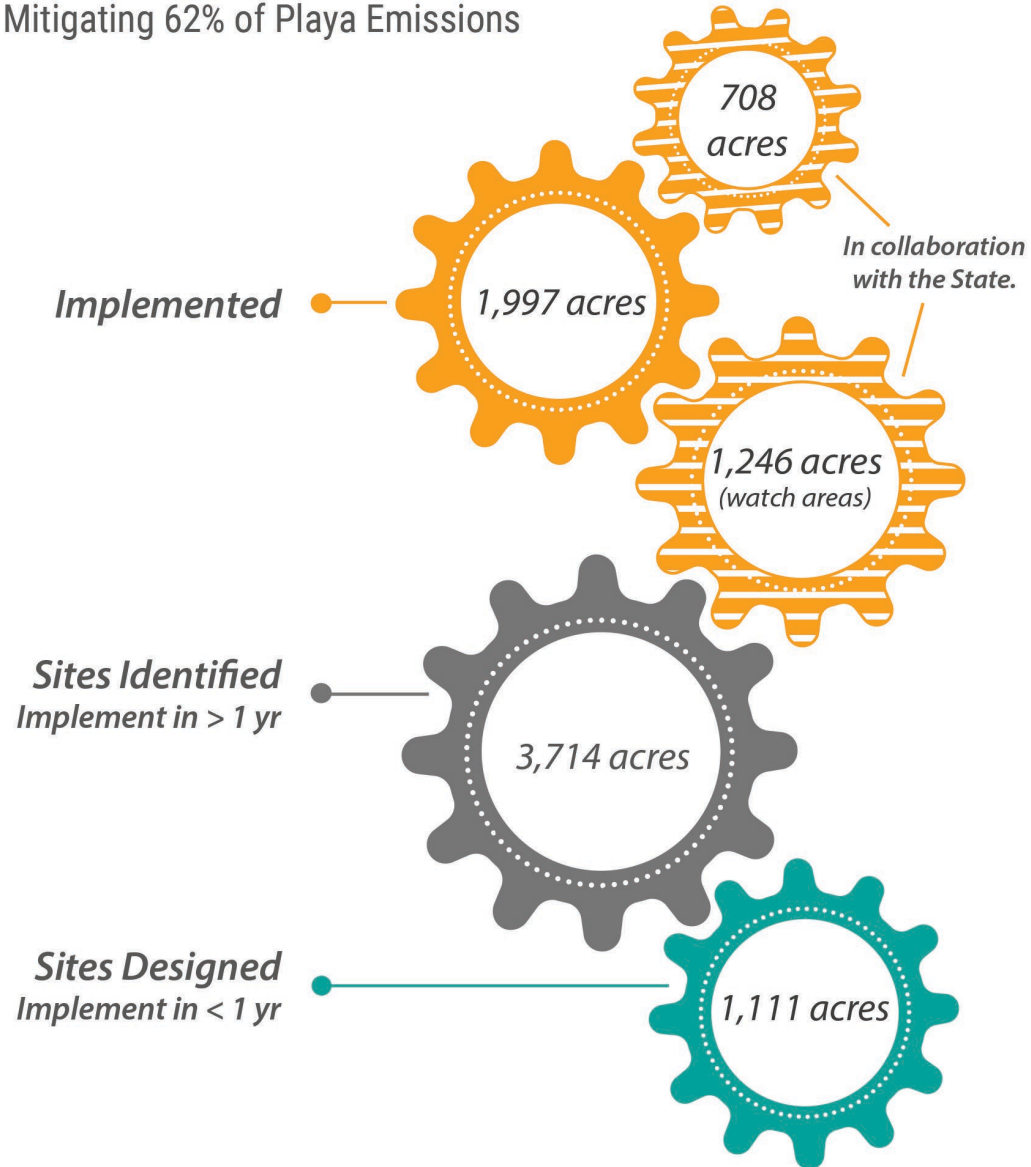 Mitigating 62% of Playa Emissions
708
acres
In collaboration
with the State.
Implemented
1,997 acres
1,246 acres
(watch areas)
Sites Identified
Implement in > 1 yr
3,714 acres
Sites Designed
Implement in < 1 yr
1,111 acres